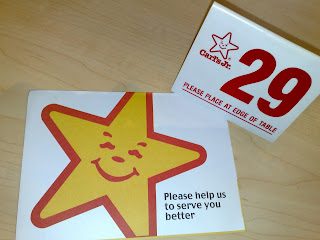 Carl's Jr.
29
PLEASE PLACE AT EDGE OF TABLE
Please help us
to serve you
better